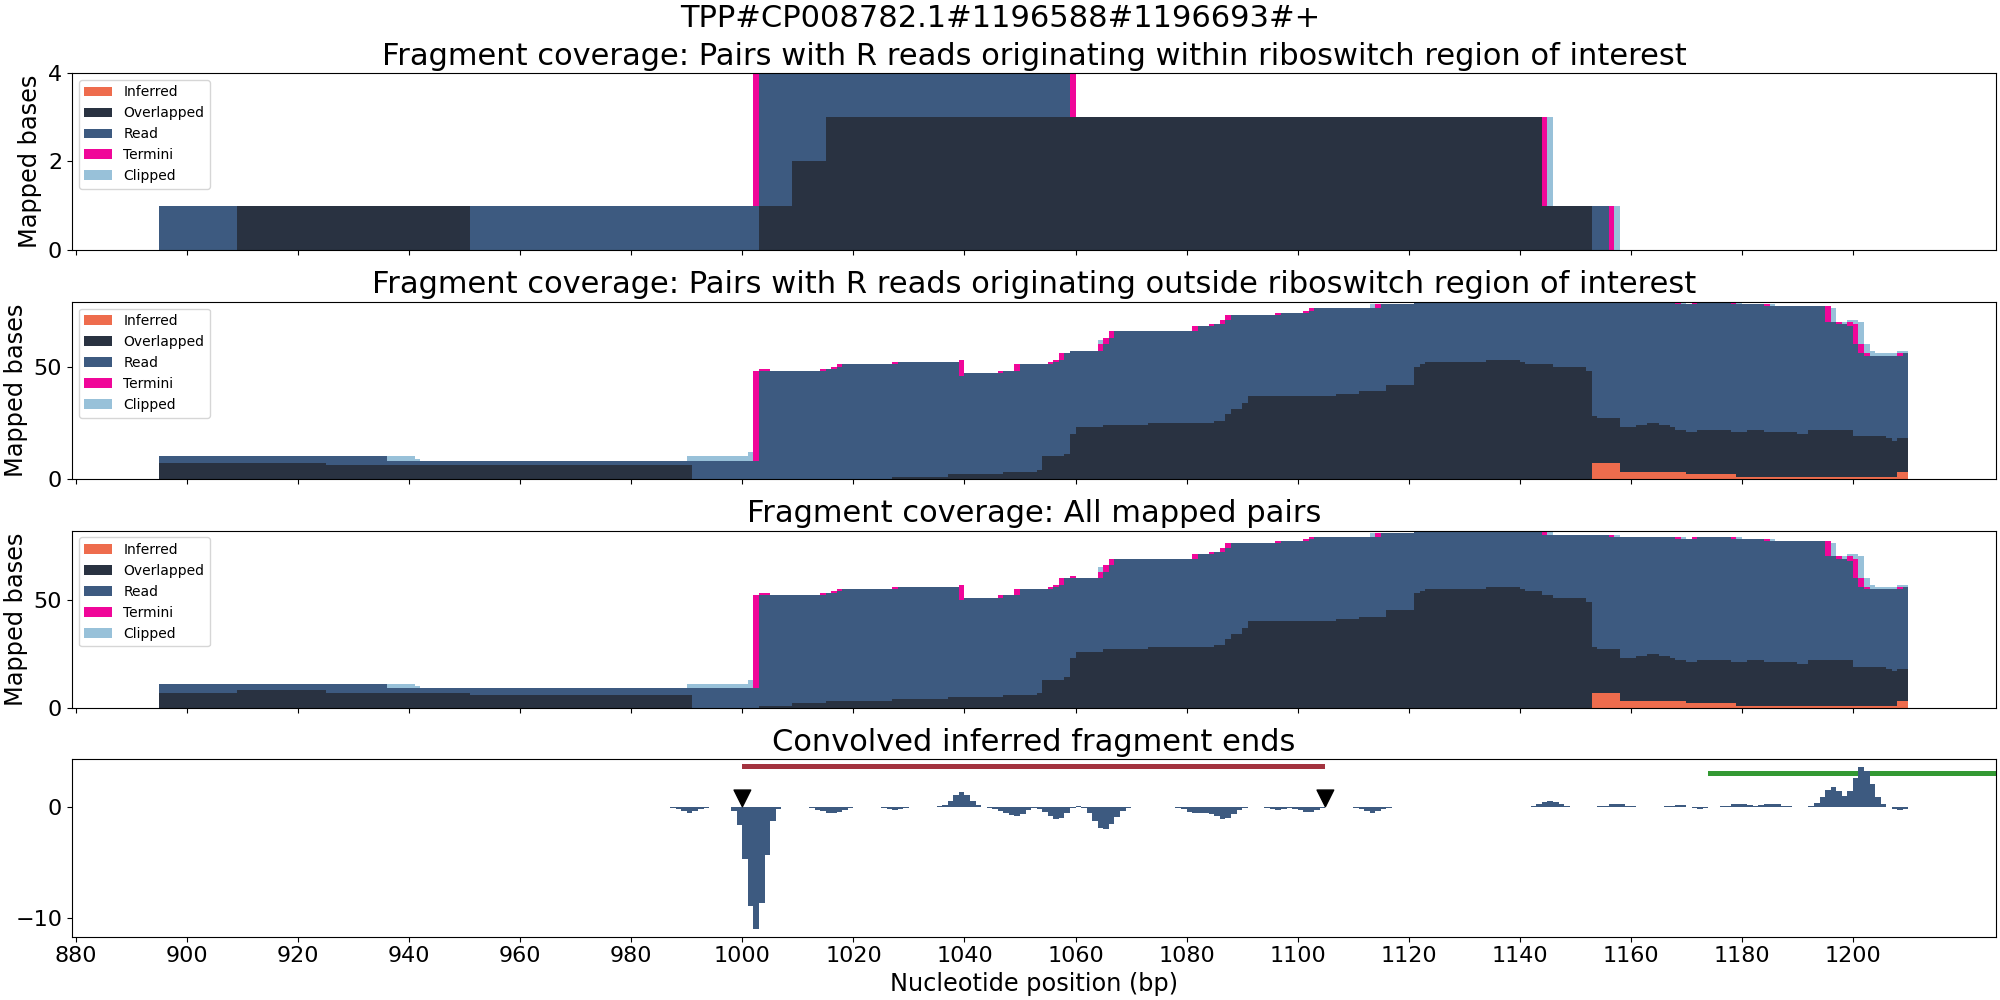 TPP#CP008782.1#1196588#1196693#+
Fragment coverage: Pairs with R reads originating within riboswitch region of interest
Mapped bases
4
2
0
Inferred
Overlapped
Read
Termini
Clipped
Fragment coverage: Pairs with R reads originating outside riboswitch region of interest
Mapped bases
50
0
Inferred
Overlapped
Read
Termini
Clipped
Fragment coverage: All mapped pairs
Mapped bases
50
0
Inferred
Overlapped
Read
Termini
Clipped
Convolved inferred fragment ends
0
−10
880 900 920 940 960 980 1000 1020 1040 1060 1080 1100 1120 1140 1160 1180 1200
Nucleotide position (bp)